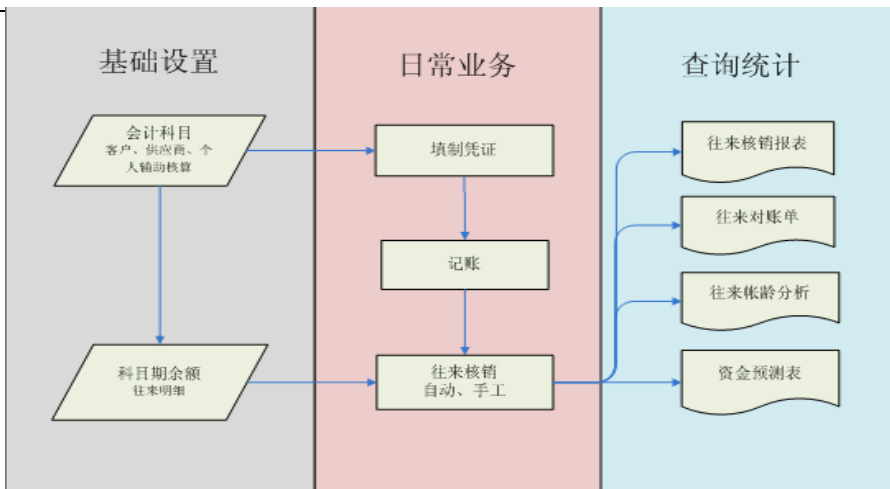 基础设置
日常业务
查询统计
会计科目
客户、供应商、个
人辅助核算
填制凭证
往来核销报表
往来对账单
记账
往来帐龄分析
科目期余额
往来明细
往来核销
自动、手工
资金预测表